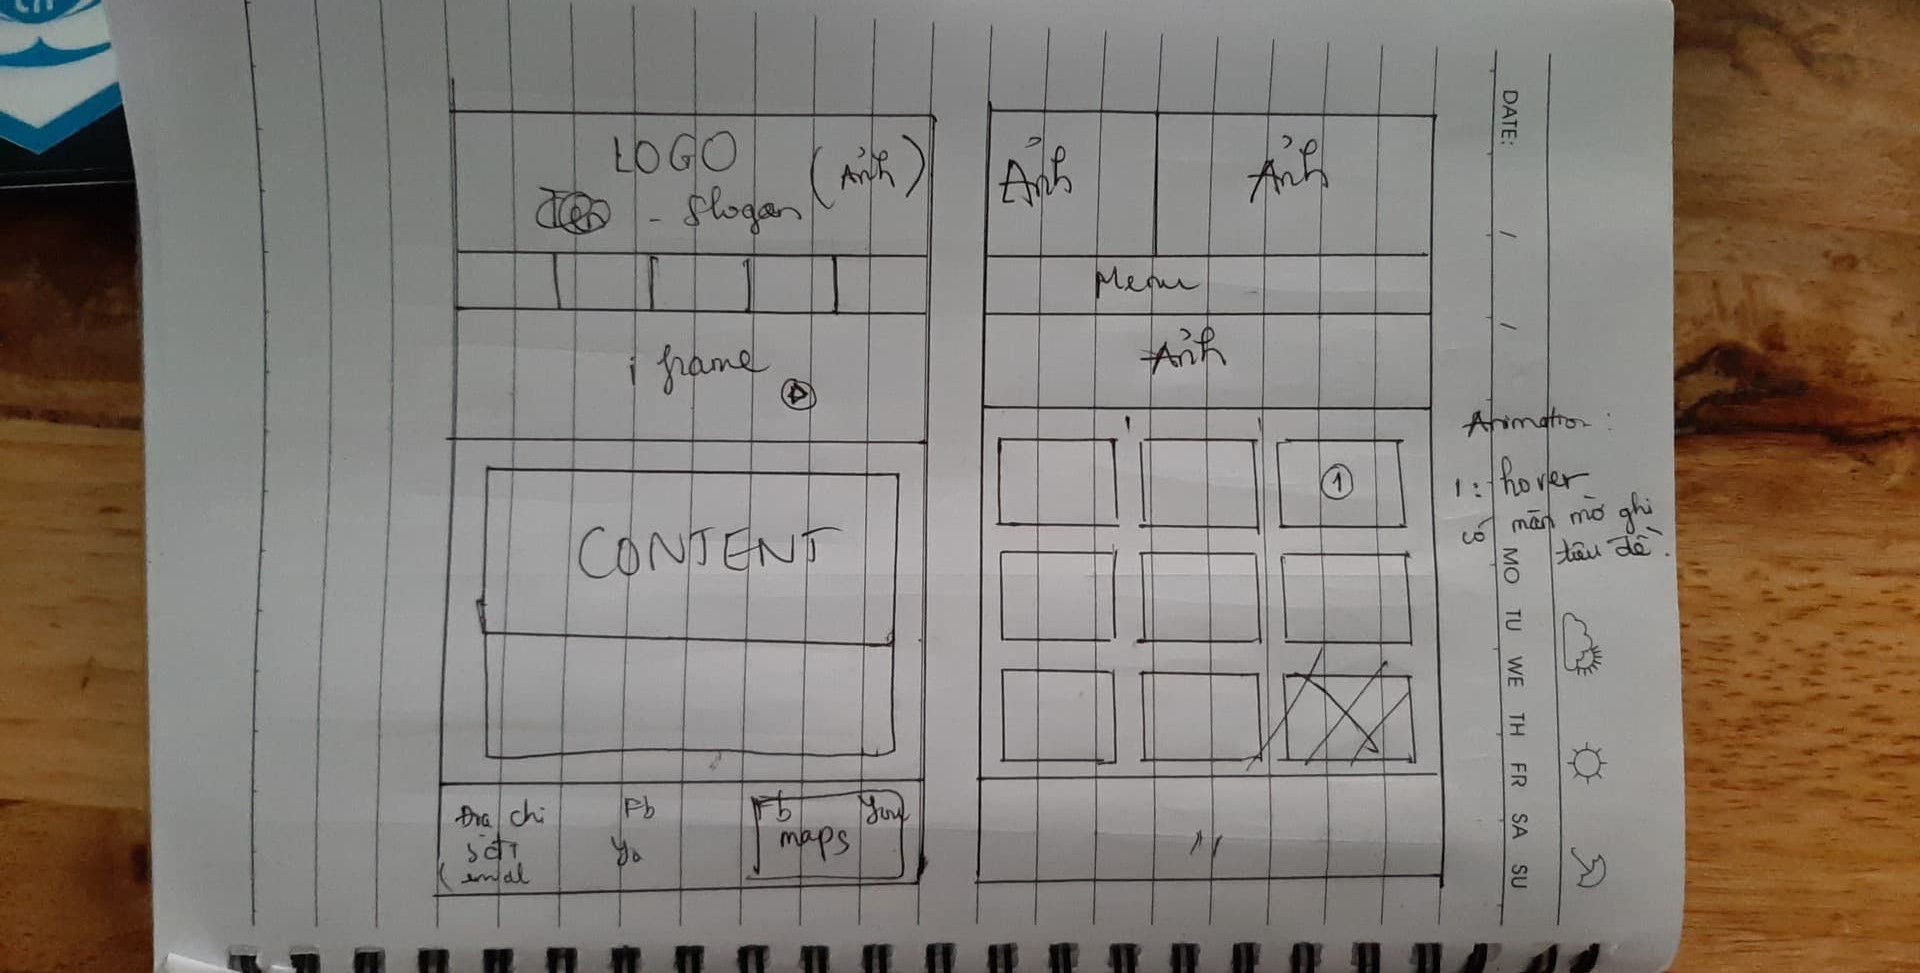 LOGO
- Slogan
(Ảnh)
i frame
CONTENT
Địa chỉ
SĐT
email
Fb
Yo
Fb You
maps
Ảnh
Ảnh
Menu
Ảnh
1
Animation:
1: hover
có màn mờ ghi
tiêu đề.
DATE: / /
MO TU WE TH FR SA SU